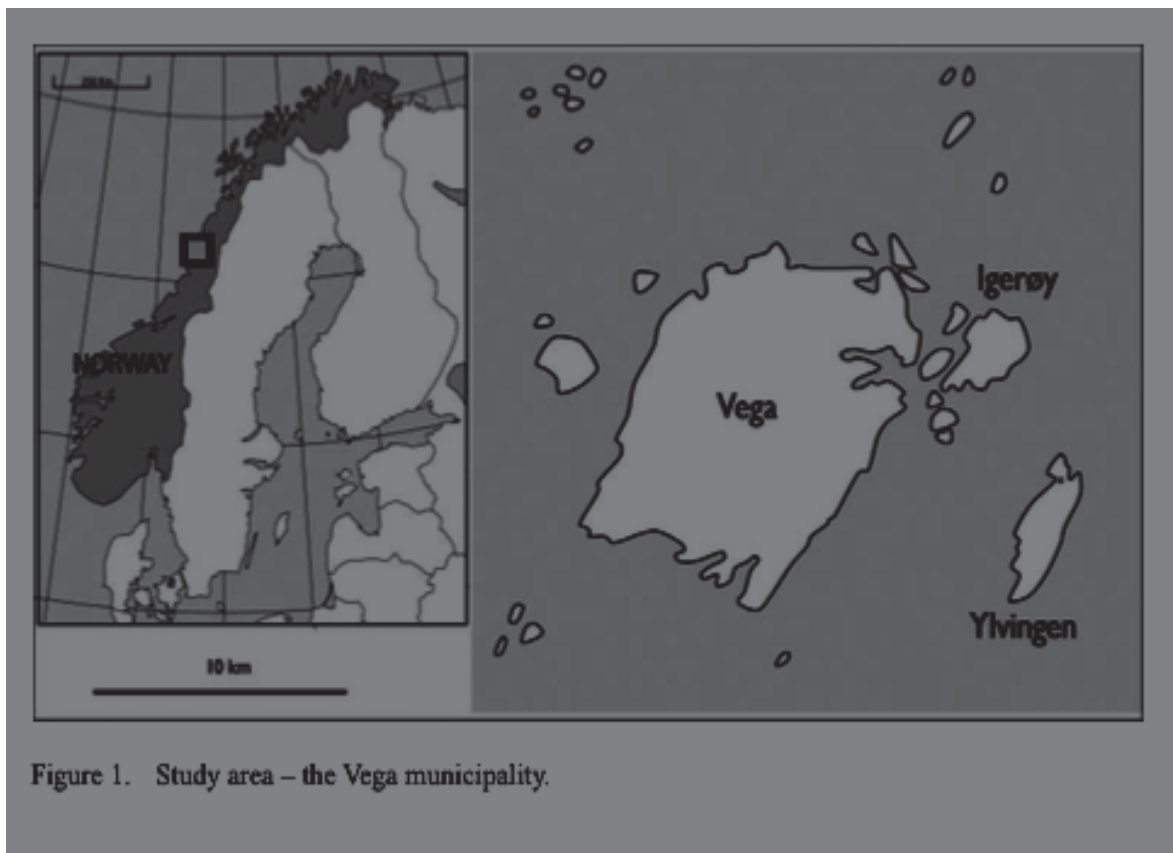 NORWAY
Igerøy
Vega
Ylvingen
10 km
Figure 1. Study area – the Vega municipality.